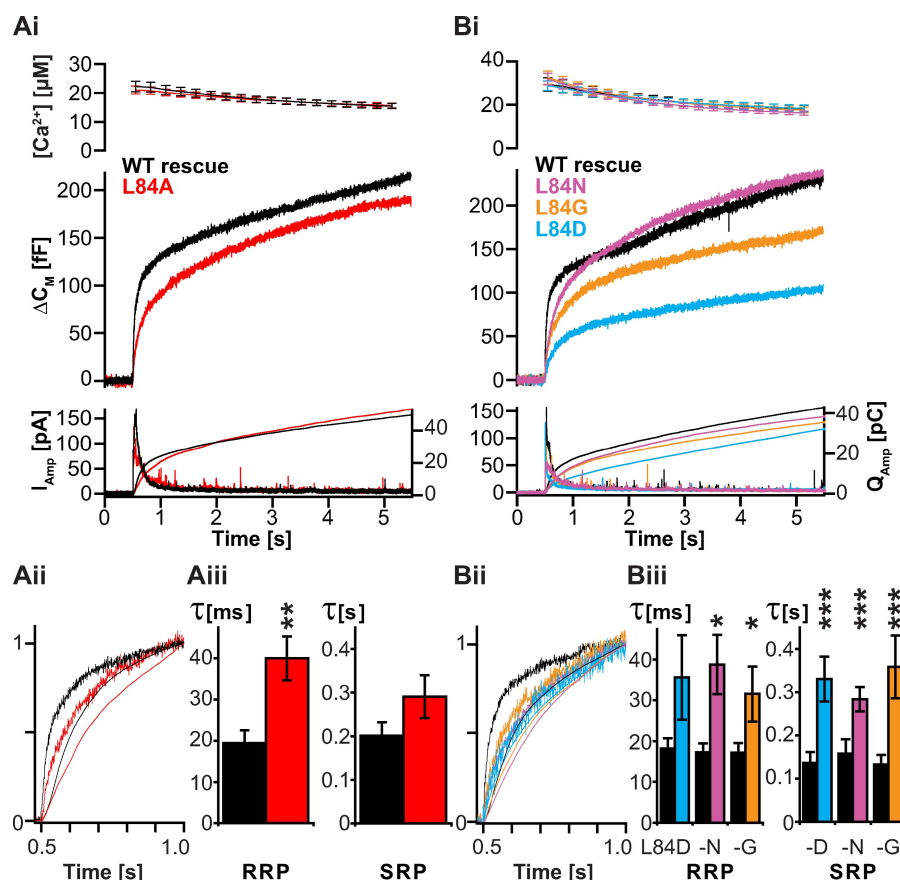 Ai
Bi
[Ca²⁺] [µM]
30
20
10
0
40
20
0
WT rescue
L84A
WT rescue
L84N
L84G
L84D
ΔC_M [fF]
200
150
100
50
0
200
150
100
50
0
I_Amp [pA]
150
100
50
0
40
20
0
150
100
50
0
40
20
0
Q_Amp [pC]
0 1 2 3 4 5
Time [s]
0 1 2 3 4 5
Time [s]
Aii
Aiii
Bii
Biii
1
0.5 1.0
Time [s]
τ[ms]
40
30
20
10
0
**
RRP
τ[s]
0.4
0.3
0.2
0.1
0
SRP
1
0.5 1.0
Time [s]
τ[ms]
40
30
20
10
0
* *
L84D -N -G
RRP
τ[s]
0.4
0.3
0.2
0.1
0
*** *** ***
-D -N -G
SRP